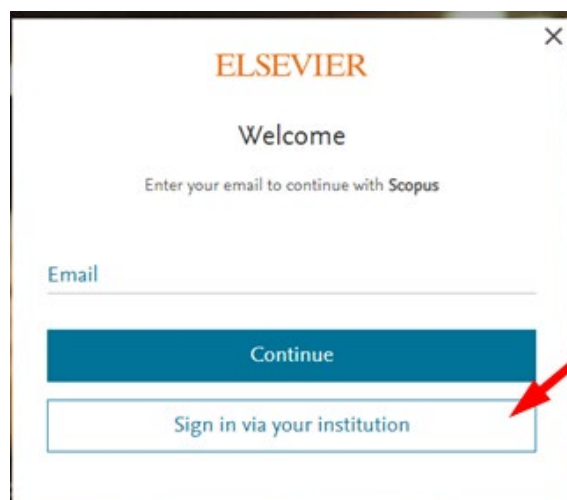 ELSEVIER
Welcome
Enter your email to continue with Scopus
Email
Continue
Sign in via your institution